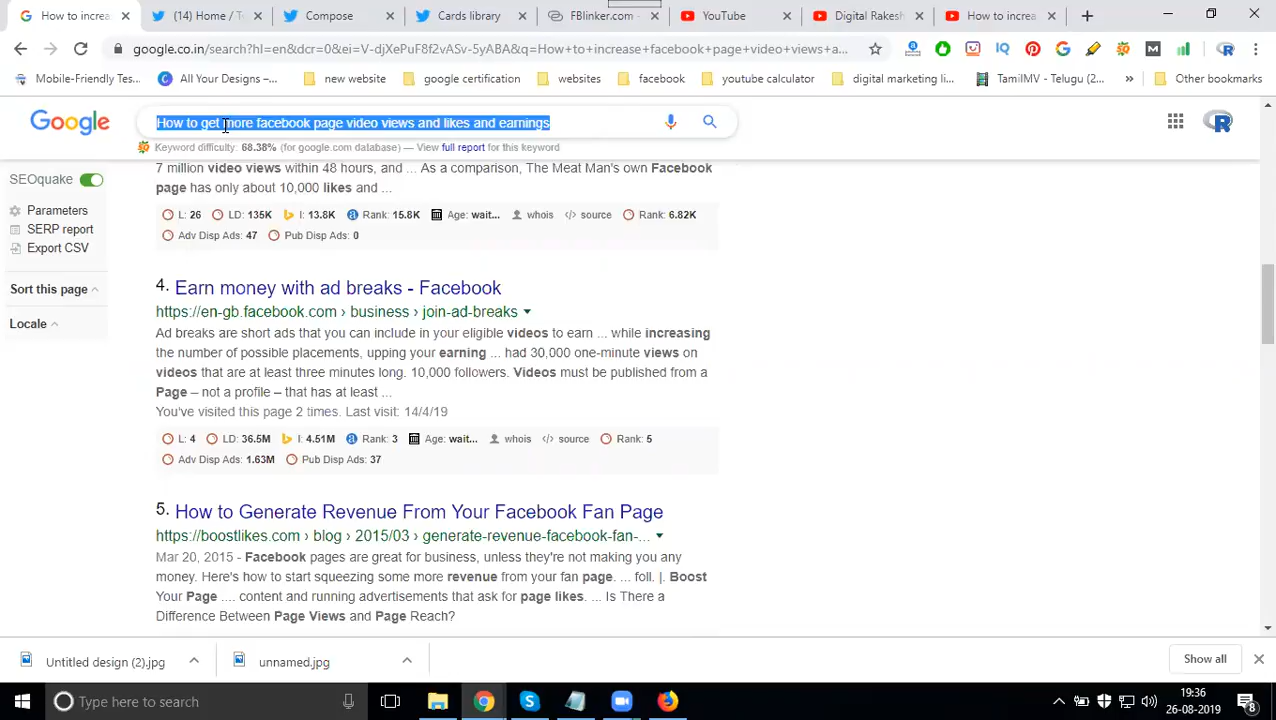 How to increa
(14) Home / T
Compose
Cards library
FBlinker.com -
YouTube
Digital Rakesh
How to increa
google.co.in/search?hl=en&dcr=0&ei=V-djXePuF8f2vASv-5yABA&q=How+to+increase+facebook+page+video+views+a...
Mobile-Friendly Tes...
All Your Designs –...
new website
google certification
websites
facebook
youtube calculator
digital marketing li...
TamilMV - Telugu (2...
»
Other bookmarks
Google
How to get more facebook page video views and likes and earnings
Keyword difficulty: 68.38% (for google.com database) — View full report for this keyword
SEOquake
Parameters
SERP report
Export CSV
Sort this page
Locale
7 million video views within 48 hours, and ... As a comparison, The Meat Man's own Facebook
page has only about 10,000 likes and ...
L: 26 LD: 135K I: 13.8K Rank: 15.8K Age: wait... whois </> source Rank: 6.82K
Adv Disp Ads: 47 Pub Disp Ads: 0
4. Earn money with ad breaks - Facebook
https://en-gb.facebook.com › business › join-ad-breaks
Ad breaks are short ads that you can include in your eligible videos to earn ... while increasing
the number of possible placements, upping your earning ... had 30,000 one-minute views on
videos that are at least three minutes long. 10,000 followers. Videos must be published from a
Page – not a profile – that has at least ...
You've visited this page 2 times. Last visit: 14/4/19
L: 4 LD: 36.5M I: 4.51M Rank: 3 Age: wait... whois </> source Rank: 5
Adv Disp Ads: 1.63M Pub Disp Ads: 37
5. How to Generate Revenue From Your Facebook Fan Page
https://boostlikes.com › blog › 2015/03 › generate-revenue-facebook-fan-...
Mar 20, 2015 - Facebook pages are great for business, unless they're not making you any
money. Here's how to start squeezing some more revenue from your fan page. ... foll. |. Boost
Your Page .... content and running advertisements that ask for page likes. ... Is There a
Difference Between Page Views and Page Reach?
Untitled design (2).jpg
unnamed.jpg
Show all
Type here to search
19:36
26-08-2019
8